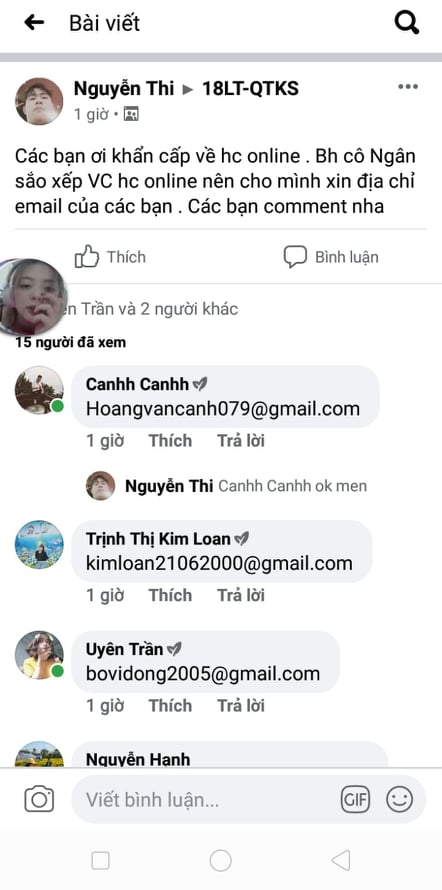 Bài viết
Nguyễn Thi ▸ 18LT-QTKS
1 giờ
Các bạn ơi khẩn cấp về hc online . Bh cô Ngân
sắo xếp VC hc online nên cho mình xin địa chỉ
email của các bạn . Các bạn comment nha
Thích
Bình luận
n Trần và 2 người khác
15 người đã xem
Canhh Canhh
Hoangvancanh079@gmail.com
1 giờ Thích Trả lời
Nguyễn Thi Canhh Canhh ok men
Trịnh Thị Kim Loan
kimloan21062000@gmail.com
1 giờ Thích Trả lời
Uyên Trần
bovidong2005@gmail.com
1 giờ Thích Trả lời
Nguyễn Hạnh
Viết bình luận...
GIF